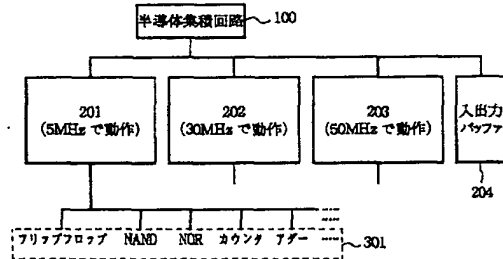 半導体集積回路
100
201
(5MHzで動作)
202
(30MHzで動作)
203
(50MHzで動作)
入出力
バッファ
204
フリップフロップ NAND NOR カウンタ アダー ......
301